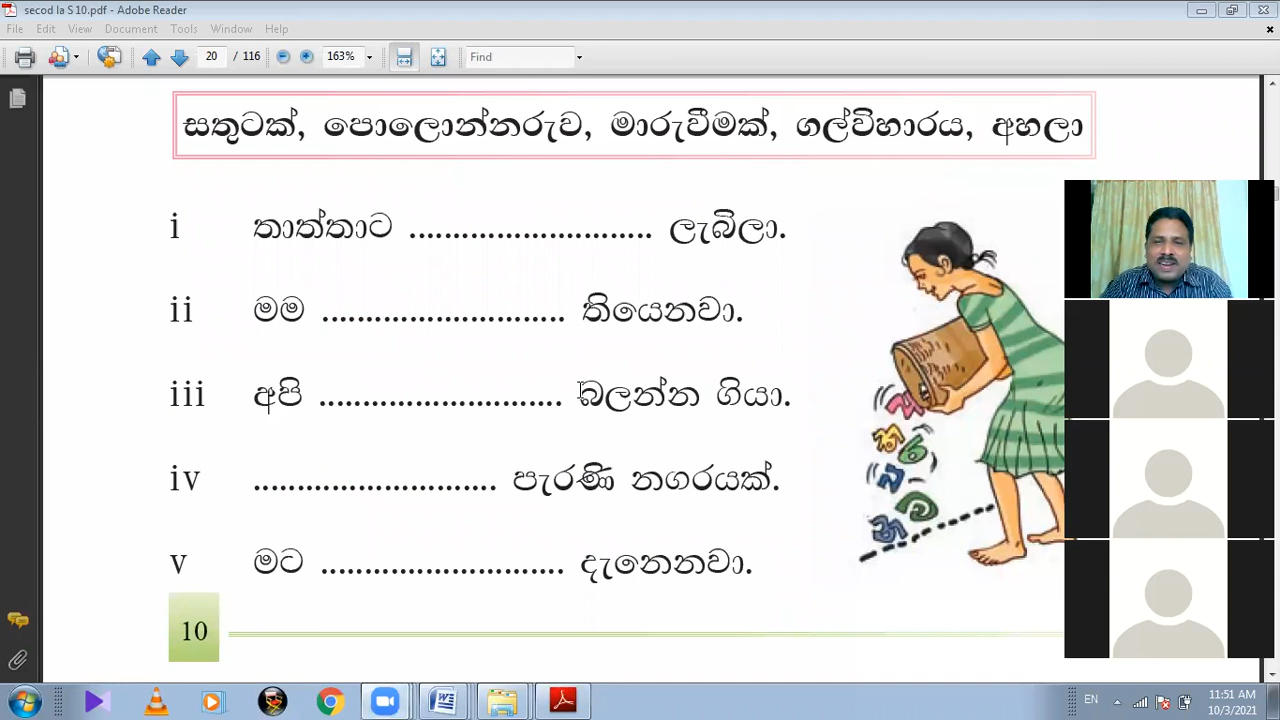 secod la S 10.pdf - Adobe Reader
File Edit View Document Tools Window Help
20 / 116 163% Find
සතුටක්, පොලොන්නරුව, මාරුවීමක්, ගල්විහාරය, අහලා
i තාත්තාට ............................ ලැබිලා.
ii මම ............................ තියෙනවා.
iii අපි ............................ බලන්න ගියා.
iv ............................ පැරණි නගරයක්.
v මට ............................ දැනෙනවා.
10
EN 11:51 AM
10/3/2021